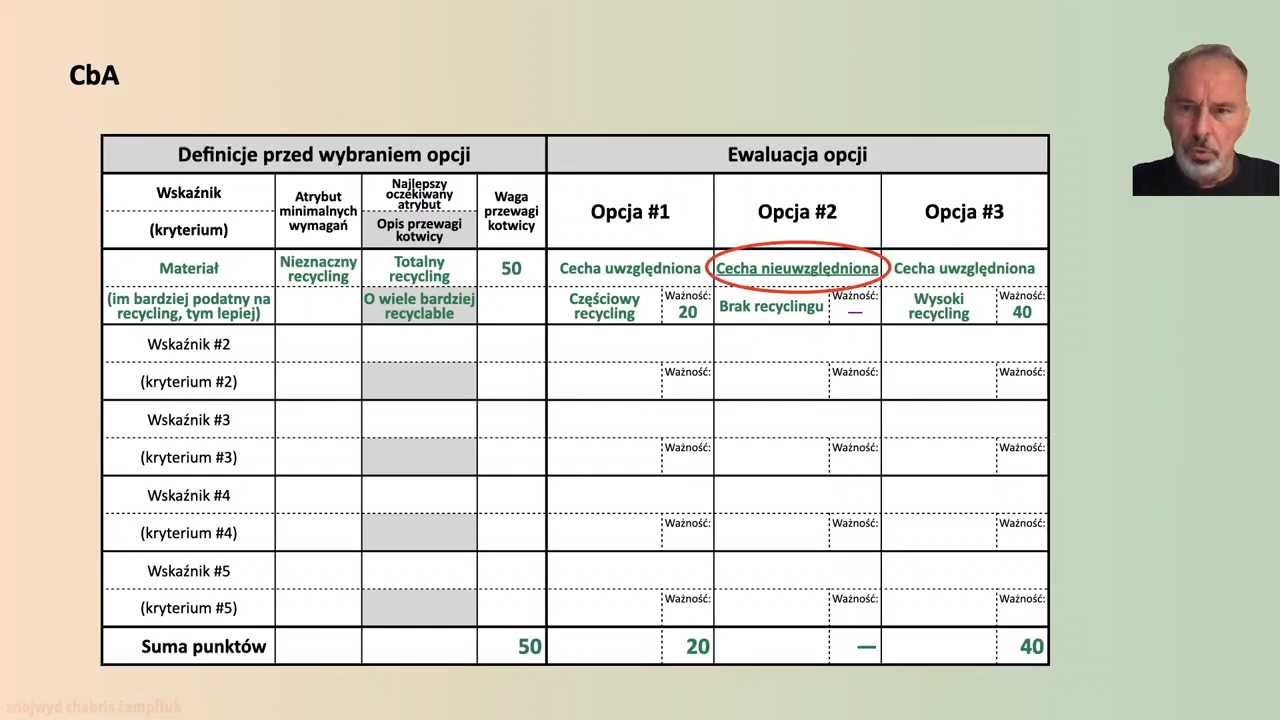 CbA
Definicje przed wybraniem opcji
Ewaluacja opcji
Wskaźnik
(kryterium)
Atrybut
minimalnych
wymagań
Najlepszy
oczekiwany
atrybut
Opis przewagi
kotwicy
Waga
przewagi
kotwicy
Opcja #1
Opcja #2
Opcja #3
Materiał
(im bardziej podatny na
recycling, tym lepiej)
Nieznaczny
recycling
Totalny
recycling
O wiele bardziej
recyclable
50
Cecha uwzględniona
Częściowy
recycling
Ważność:
20
Cecha nieuwzględniona
Brak recyclingu
Ważność:
—
Cecha uwzględniona
Wysoki
recycling
Ważność:
40
Wskaźnik #2
(kryterium #2)
Ważność:
Ważność:
Ważność:
Wskaźnik #3
(kryterium #3)
Ważność:
Ważność:
Ważność:
Wskaźnik #4
(kryterium #4)
Ważność:
Ważność:
Ważność:
Wskaźnik #5
(kryterium #5)
Ważność:
Ważność:
Ważność:
Suma punktów
50
20
—
40
znojwyd chabris żempfluk